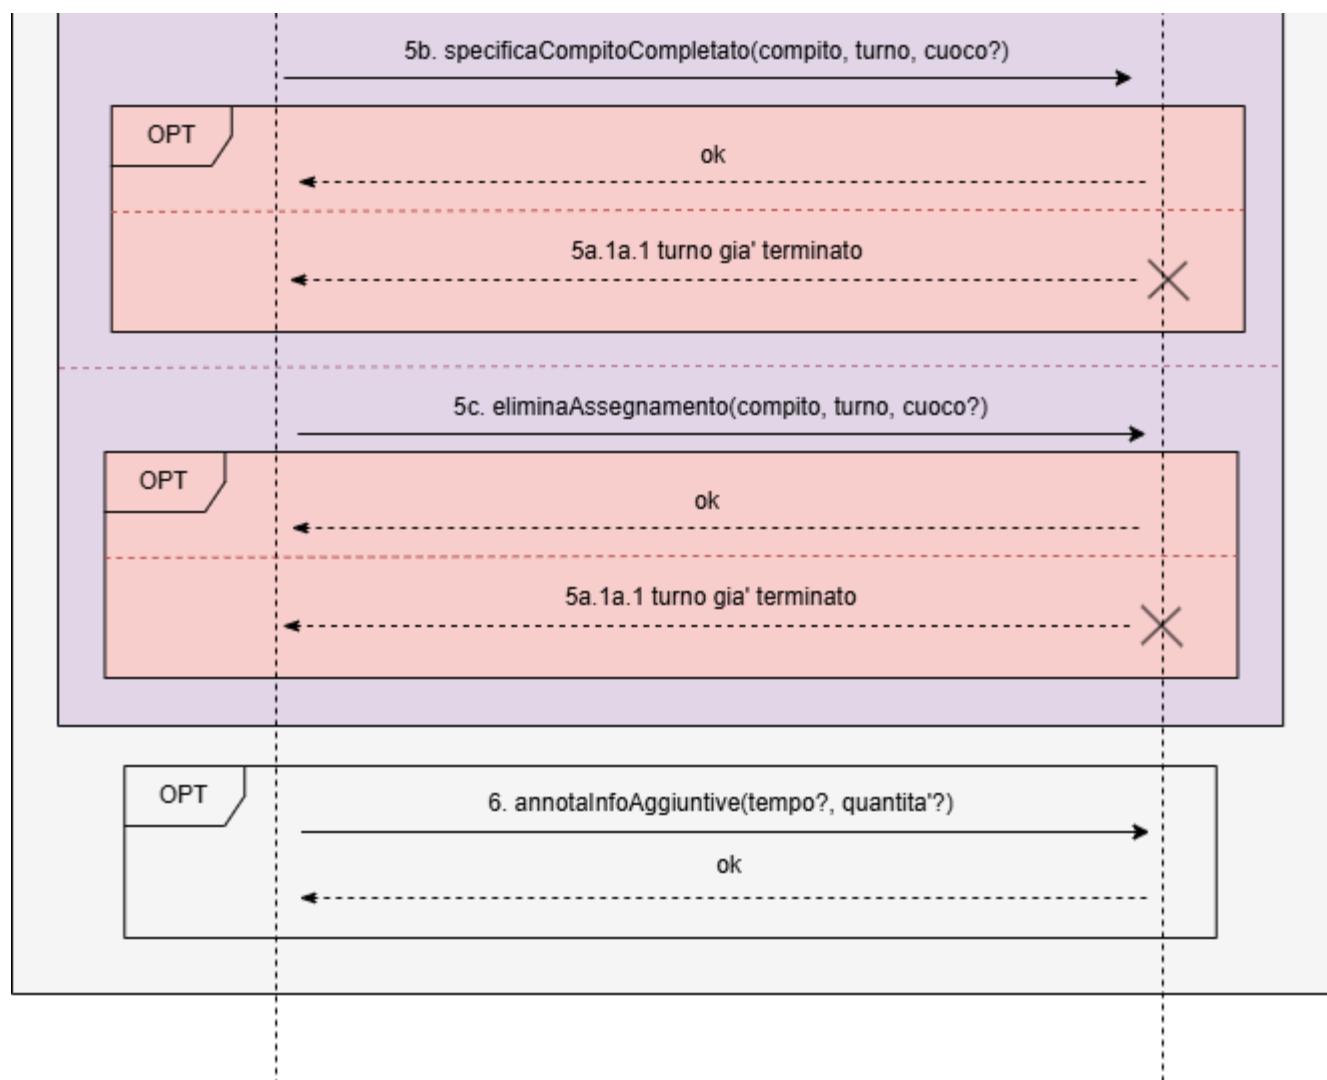 5b. specificaCompitoCompletato(compito, turno, cuoco?)
OPT
ok
5a.1a.1 turno gia' terminato
5c. eliminaAssegnamento(compito, turno, cuoco?)
OPT
ok
5a.1a.1 turno gia' terminato
OPT
6. annotaInfoAggiuntive(tempo?, quantita'?)
ok